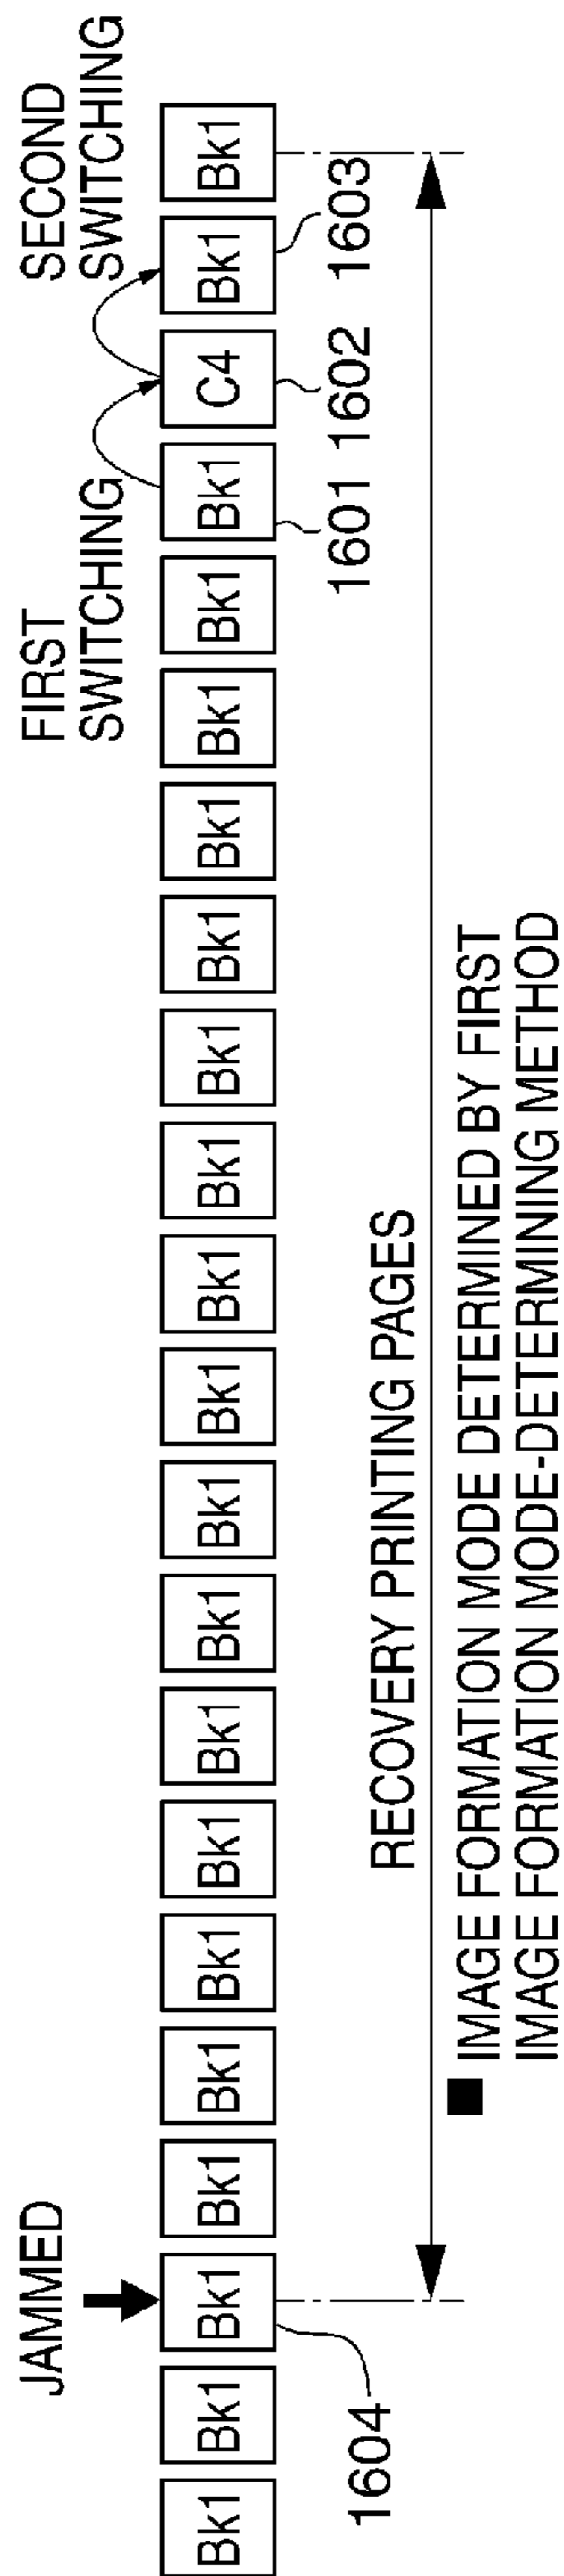 JAMMED
FIRST
SWITCHING
SECOND
SWITCHING
Bk1 Bk1 Bk1 Bk1 Bk1 Bk1 Bk1 Bk1 Bk1 Bk1 Bk1 Bk1 Bk1 Bk1 Bk1 Bk1 Bk1 Bk1 Bk1 C4 Bk1 Bk1
1604
1601 1602 1603
RECOVERY PRINTING PAGES
■ IMAGE FORMATION MODE DETERMINED BY FIRST
IMAGE FORMATION MODE-DETERMINING METHOD